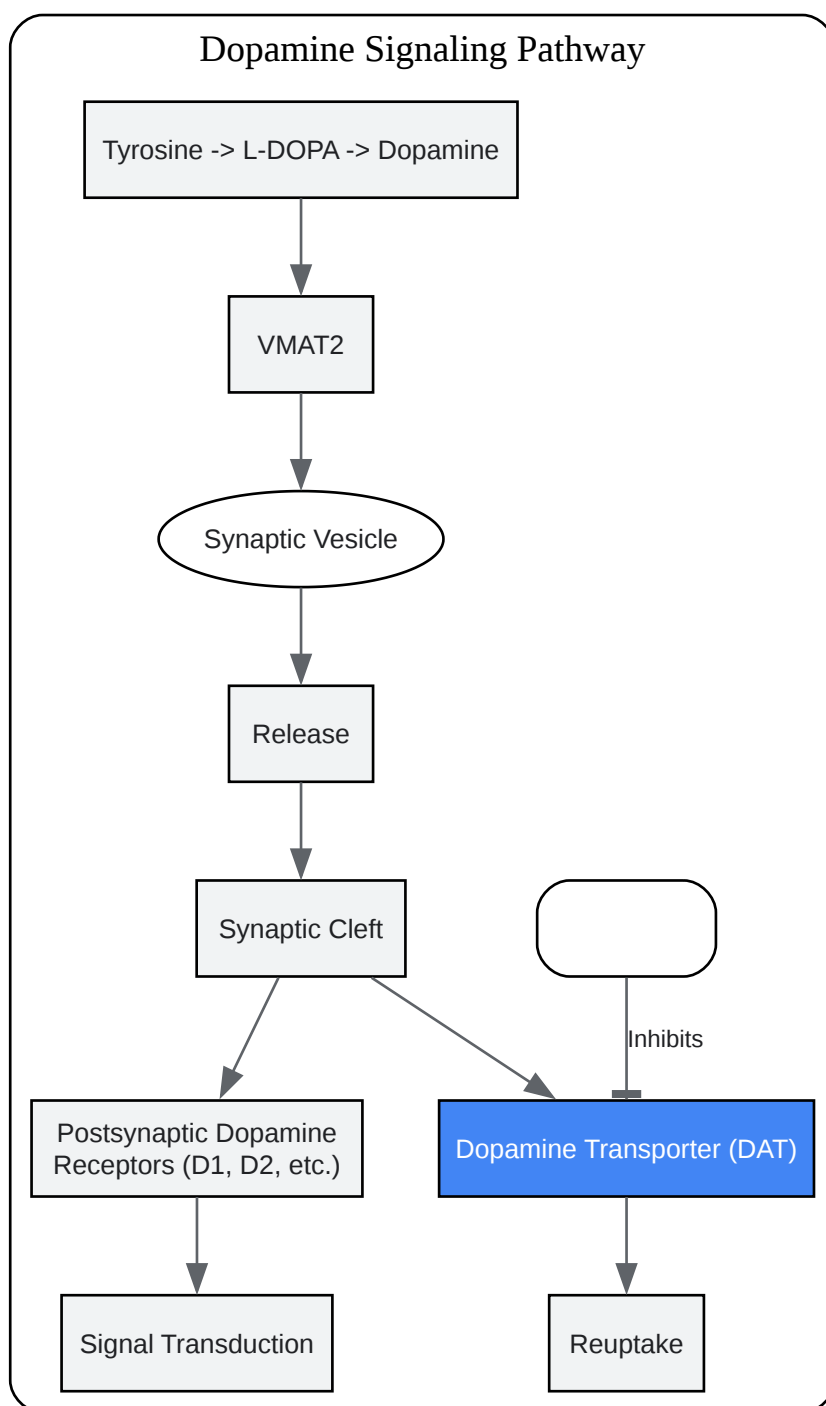 Dopamine Signaling Pathway
Tyrosine -> L-DOPA -> Dopamine
VMAT2
Synaptic Vesicle
Release
Synaptic Cleft
Inhibits
Postsynaptic Dopamine
Receptors (D1, D2, etc.)
Dopamine Transporter (DAT)
Signal Transduction
Reuptake